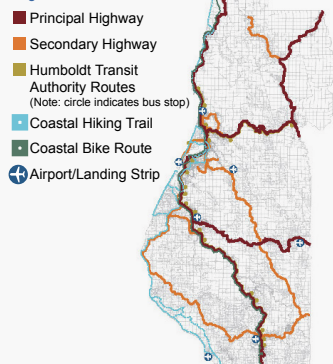 Principal Highway
Secondary Highway
Humboldt Transit
Authority Routes
(Note: circle indicates bus stop)
Coastal Hiking Trail
Coastal Bike Route
Airport/Landing Strip